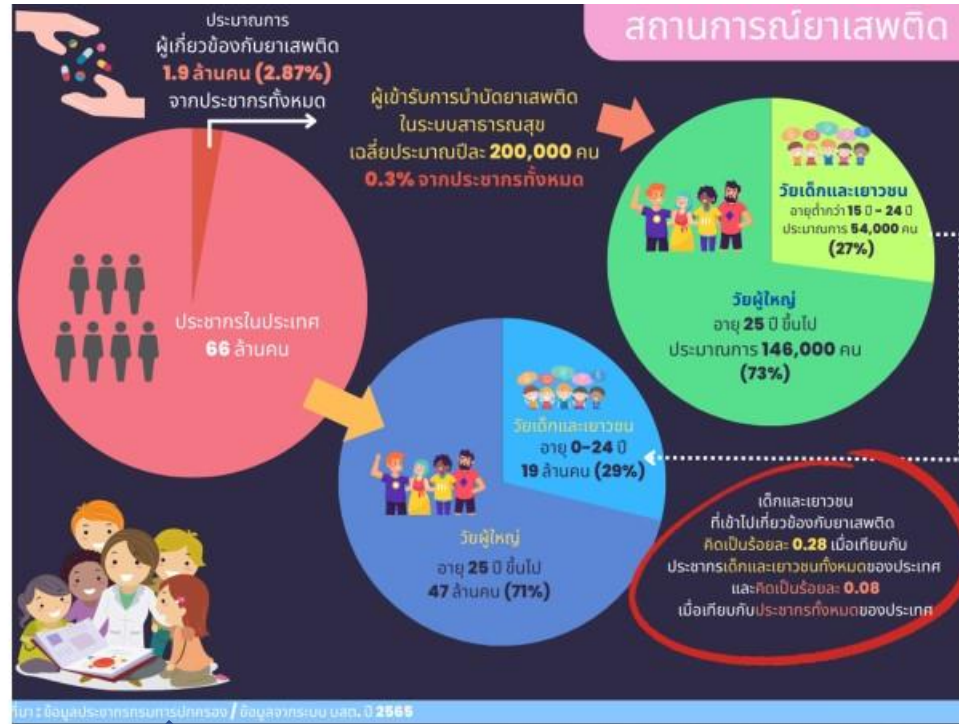 สถานการณ์ยาเสพติด
ประมาณการ
ผู้เกี่ยวข้องกับยาเสพติด
1.9 ล้านคน (2.87%)
จากประชากรทั้งหมด
ผู้เข้ารับการบำบัดยาเสพติด
ในระบบสาธารณสุข
เฉลี่ยประมาณปีละ 200,000 คน
0.3% จากประชากรทั้งหมด
วัยเด็กและเยาวชน
อายุต่ำกว่า 15 ปี - 24 ปี
ประมาณการ 54,000 คน
(27%)
วัยผู้ใหญ่
อายุ 25 ปี ขึ้นไป
ประมาณการ 146,000 คน
(73%)
ประชากรในประเทศ
66 ล้านคน
วัยเด็กและเยาวชน
อายุ 0-24 ปี
19 ล้านคน (29%)
วัยผู้ใหญ่
อายุ 25 ปี ขึ้นไป
47 ล้านคน (71%)
เด็กและเยาวชน
ที่เข้าไปเกี่ยวข้องกับยาเสพติด
คิดเป็นร้อยละ 0.28 เมื่อเทียบกับ
ประชากรเด็กและเยาวชนทั้งหมดของประเทศ
และคิดเป็นร้อยละ 0.08
เมื่อเทียบกับประชากรทั้งหมดของประเทศ
ที่มา : ข้อมูลประชากรกรมการปกครอง / ข้อมูลจากระบบ บสต. ปี 2565